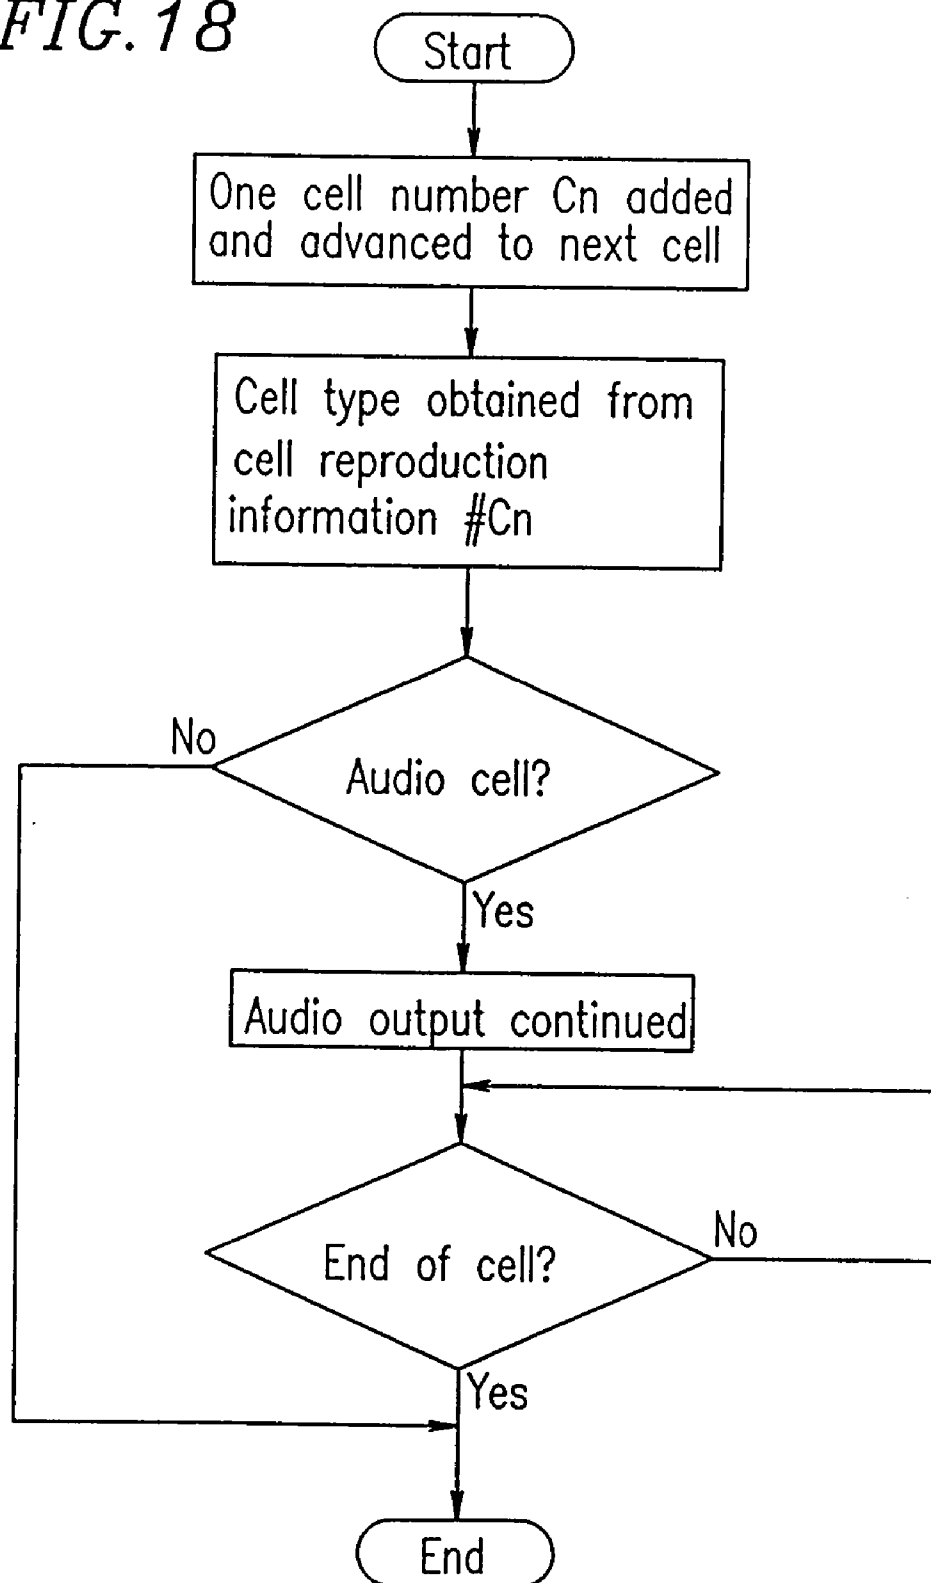 FIG.18
Start
One cell number Cn added
and advanced to next cell
Cell type obtained from
cell reproduction
information #Cn
No
Audio cell?
Yes
Audio output continued
No
End of cell?
Yes
End